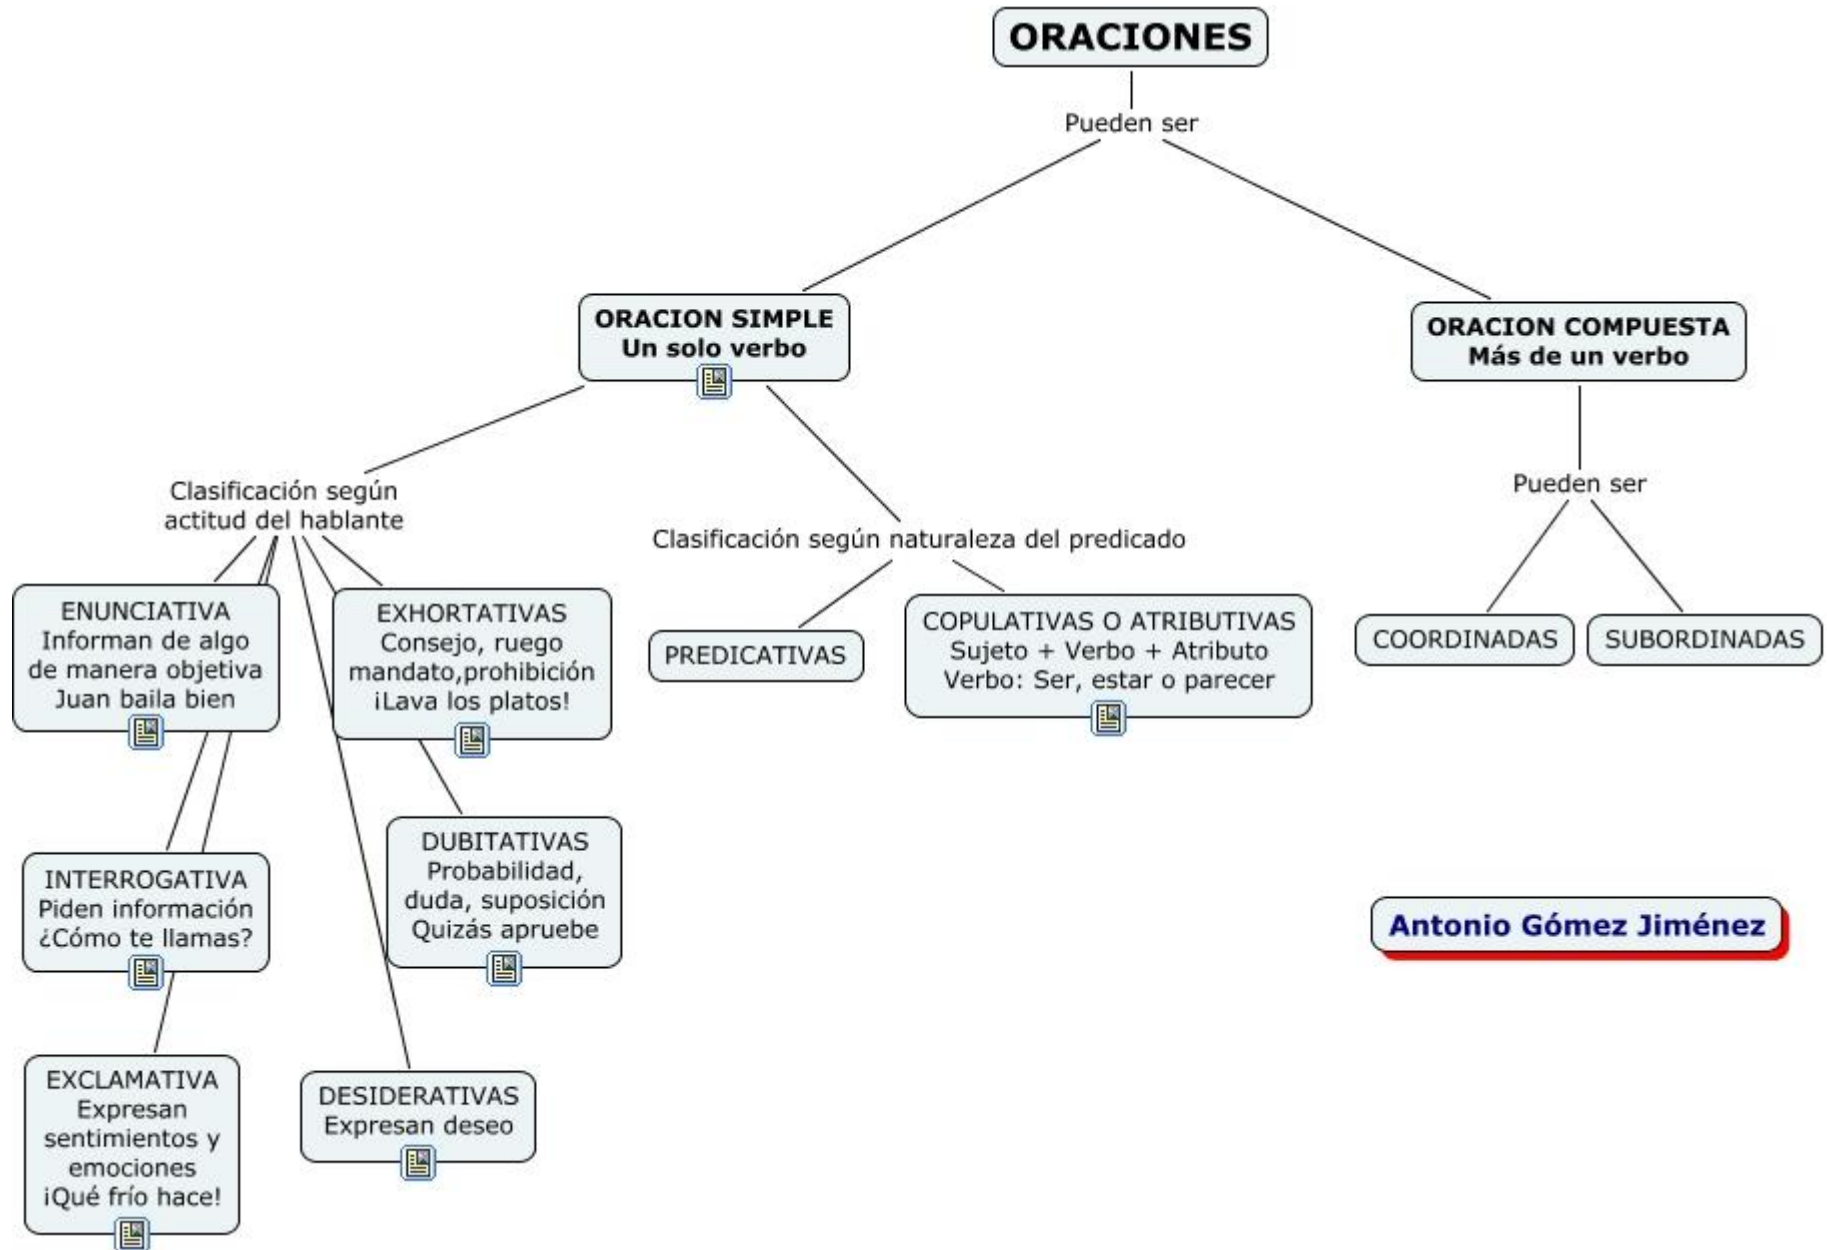 ORACIONES
Pueden ser
ORACION SIMPLE
Un solo verbo
ORACION COMPUESTA
Más de un verbo
Clasificación según
actitud del hablante
Clasificación según naturaleza del predicado
Pueden ser
ENUNCIATIVA
Informan de algo
de manera objetiva
Juan baila bien
EXHORTATIVAS
Consejo, ruego
mandato,prohibición
¡Lava los platos!
PREDICATIVAS
COPULATIVAS O ATRIBUTIVAS
Sujeto + Verbo + Atributo
Verbo: Ser, estar o parecer
COORDINADAS
SUBORDINADAS
INTERROGATIVA
Piden información
¿Cómo te llamas?
DUBITATIVAS
Probabilidad,
duda, suposición
Quizás apruebe
Antonio Gómez Jiménez
EXCLAMATIVA
Expresan
sentimientos y
emociones
¡Qué frío hace!
DESIDERATIVAS
Expresan deseo